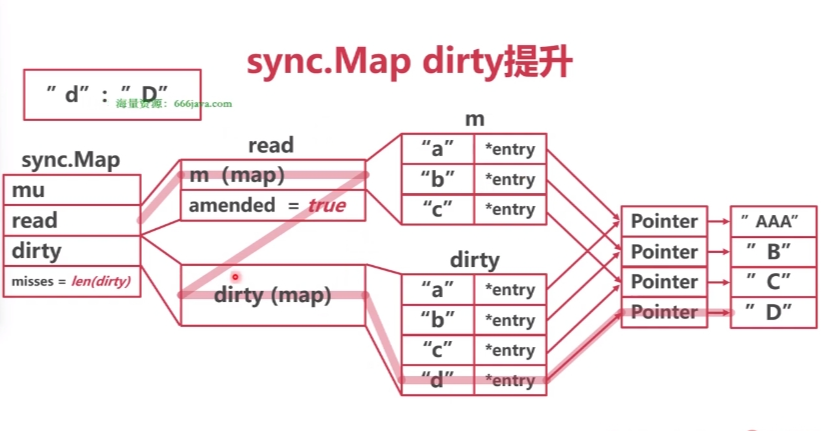 sync.Map dirty提升
”d”：”D”
海量资源：666java.com
sync.Map
mu
read
dirty
misses = len(dirty)
read
m（map）
amended = true
dirty (map)
m
“a” *entry
“b” *entry
“c” *entry
dirty
“a” *entry
“b” *entry
“c” *entry
“d” *entry
Pointer ”AAA”
Pointer ”B”
Pointer ”C”
Pointer ”D”